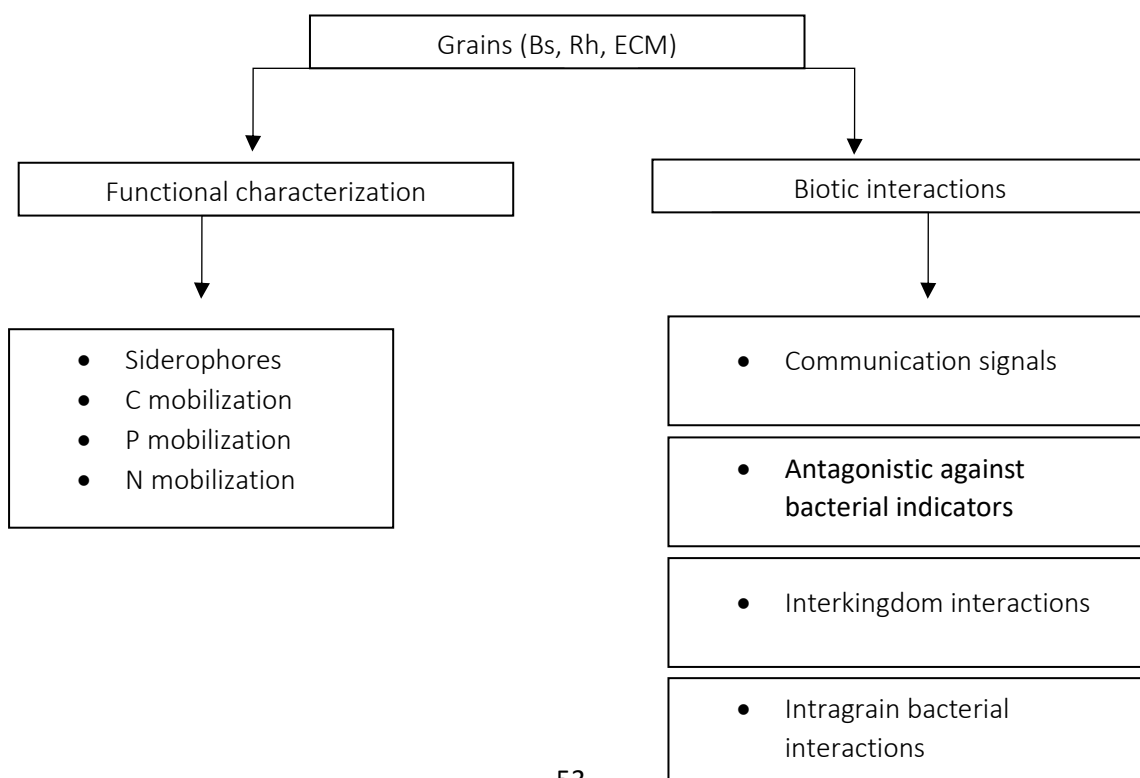 Grains (Bs, Rh, ECM)
Functional characterization
Biotic interactions
• Siderophores
• C mobilization
• P mobilization
• N mobilization
• Communication signals
• Antagonistic against
bacterial indicators
• Interkingdom interactions
• Intragrain bacterial
interactions